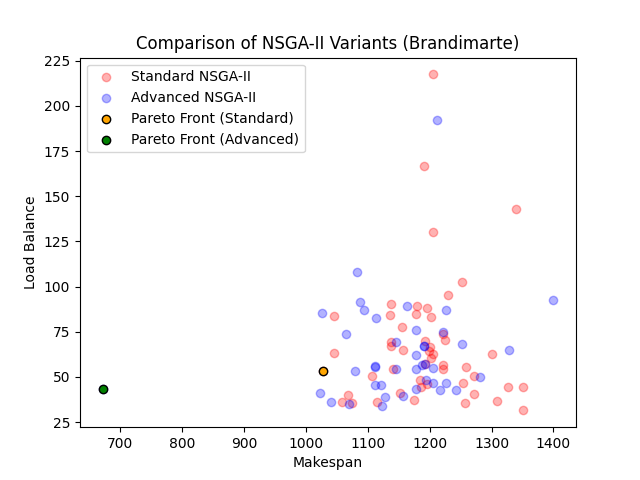 Comparison of NSGA-II Variants (Brandimarte)
Standard NSGA-II
Advanced NSGA-II
Pareto Front (Standard)
Pareto Front (Advanced)
225
200
175
150
125
100
75
50
25
Load Balance
700 800 900 1000 1100 1200 1300 1400
Makespan